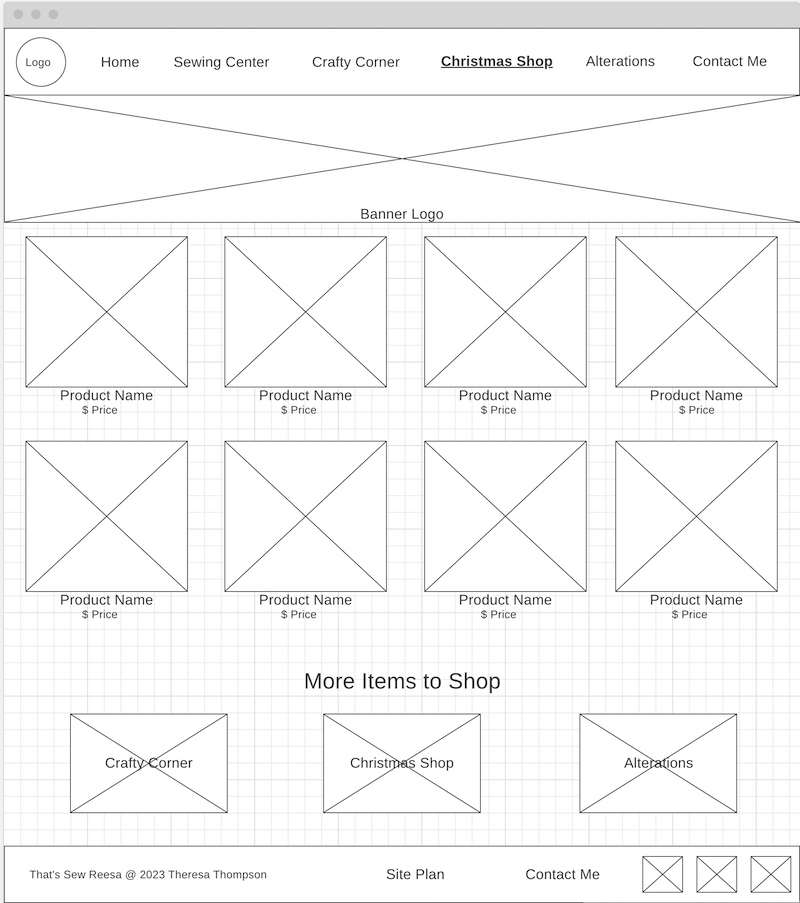 Logo
Home Sewing Center Crafty Corner Christmas Shop Alterations Contact Me
Banner Logo
Product Name Product Name Product Name Product Name
$ Price $ Price $ Price $ Price
Product Name Product Name Product Name Product Name
$ Price $ Price $ Price $ Price
More Items to Shop
Crafty Corner Christmas Shop Alterations
That's Sew Reesa @ 2023 Theresa Thompson Site Plan Contact Me